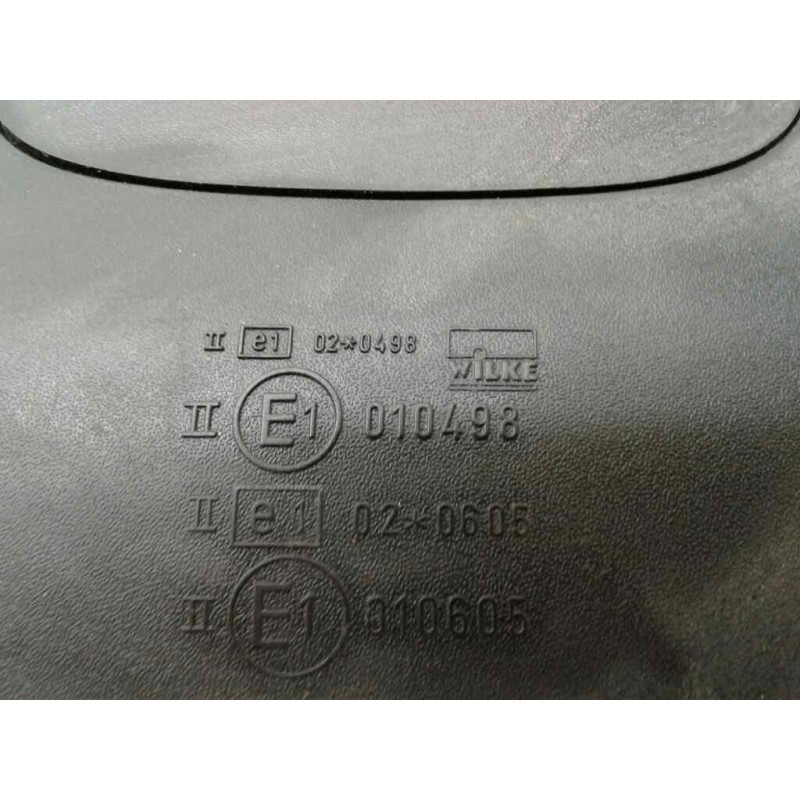 II e1 02*0498
WiLKE
II E1 010498
II e1 02*0605
II E1 010605